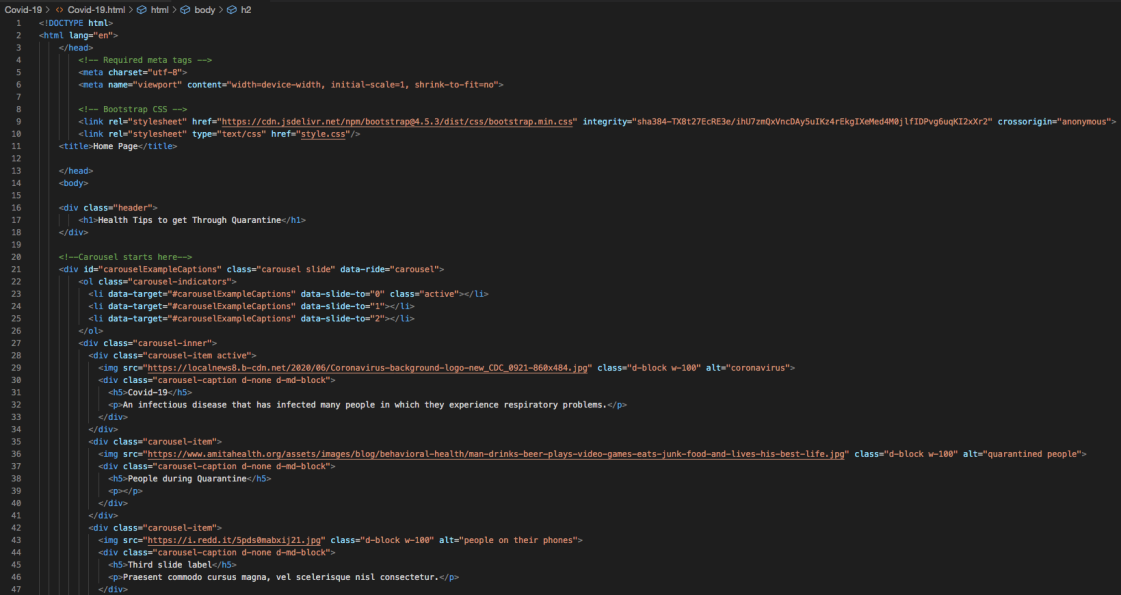 Covid-19 > <> Covid-19.html > html > body > h2
1 <!DOCTYPE html>
2 <html lang="en">
3 </head>
4 <!-- Required meta tags -->
5 <meta charset="utf-8">
6 <meta name="viewport" content="width=device-width, initial-scale=1, shrink-to-fit=no">
7
8 <!-- Bootstrap CSS -->
9 <link rel="stylesheet" href="https://cdn.jsdelivr.net/npm/bootstrap@4.5.3/dist/css/bootstrap.min.css" integrity="sha384-TX8t27EcRE3e/ihU7zmQxVncDAy5uIKz4rEkgIXeMed4M0jlfIDPvg6uqKI2xXr2" crossorigin="anonymous">
10 <link rel="stylesheet" type="text/css" href="style.css"/>
11 <title>Home Page</title>
12
13 </head>
14 <body>
15
16 <div class="header">
17 <h1>Health Tips to get Through Quarantine</h1>
18 </div>
19
20 <!--Carousel starts here-->
21 <div id="carouselExampleCaptions" class="carousel slide" data-ride="carousel">
22 <ol class="carousel-indicators">
23 <li data-target="#carouselExampleCaptions" data-slide-to="0" class="active"></li>
24 <li data-target="#carouselExampleCaptions" data-slide-to="1"></li>
25 <li data-target="#carouselExampleCaptions" data-slide-to="2"></li>
26 </ol>
27 <div class="carousel-inner">
28 <div class="carousel-item active">
29 <img src="https://localnews8.b-cdn.net/2020/06/Coronavirus-background-logo-new_CDC_0921-860x484.jpg" class="d-block w-100" alt="coronavirus">
30 <div class="carousel-caption d-none d-md-block">
31 <h5>Covid-19</h5>
32 <p>An infectious disease that has infected many people in which they experience respiratory problems.</p>
33 </div>
34 </div>
35 <div class="carousel-item">
36 <img src="https://www.amitahealth.org/assets/images/blog/behavioral-health/man-drinks-beer-plays-video-games-eats-junk-food-and-lives-his-best-life.jpg" class="d-block w-100" alt="quarantined people">
37 <div class="carousel-caption d-none d-md-block">
38 <h5>People during Quarantine</h5>
39 <p></p>
40 </div>
41 </div>
42 <div class="carousel-item">
43 <img src="https://i.redd.it/5pds0mabxij21.jpg" class="d-block w-100" alt="people on their phones">
44 <div class="carousel-caption d-none d-md-block">
45 <h5>Third slide label</h5>
46 <p>Praesent commodo cursus magna, vel scelerisque nisl consectetur.</p>
47 </div>